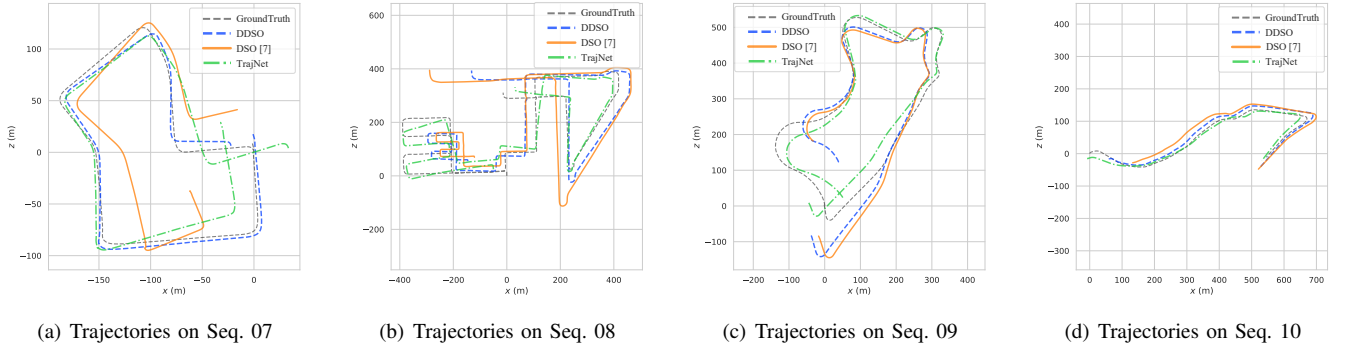 GroundTruth
DDSO
DSO [7]
TrajNet
100
50
0
−50
−100
z (m)
−150
−100
−50
0
x (m)
(a) Trajectories on Seq. 07
GroundTruth
DDSO
DSO [7]
TrajNet
600
400
200
0
−200
z (m)
−400
−200
0
200
400
x (m)
(b) Trajectories on Seq. 08
GroundTruth
DDSO
DSO [7]
TrajNet
500
400
300
200
100
0
−100
z (m)
−200
−100
0
100
200
300
400
x (m)
(c) Trajectories on Seq. 09
GroundTruth
DDSO
DSO [7]
TrajNet
400
300
200
100
0
−100
−200
−300
z (m)
0
100
200
300
400
500
600
700
x (m)
(d) Trajectories on Seq. 10